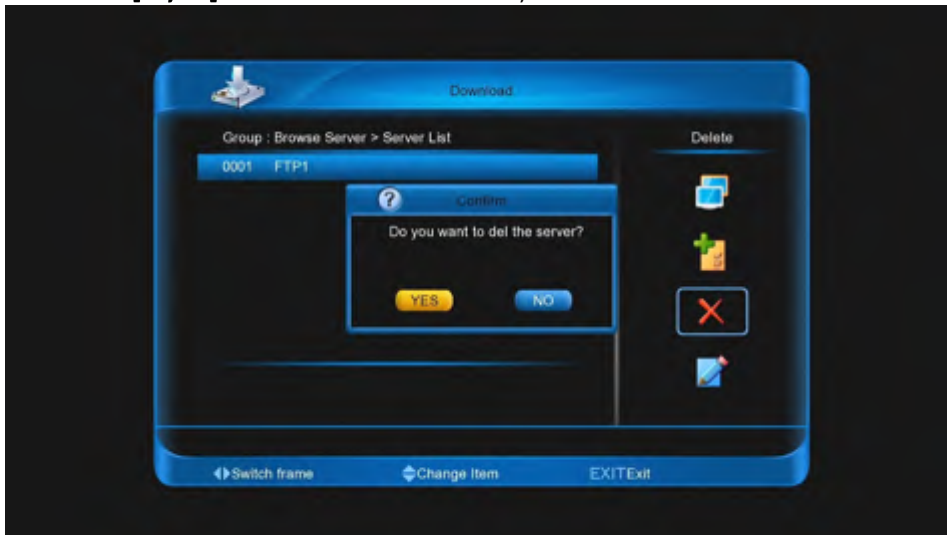 Download
Group : Browse Server > Server List
Delete
0001 FTP1
Confirm
Do you want to del the server?
YES
NO
Switch frame
Change Item
EXITExit